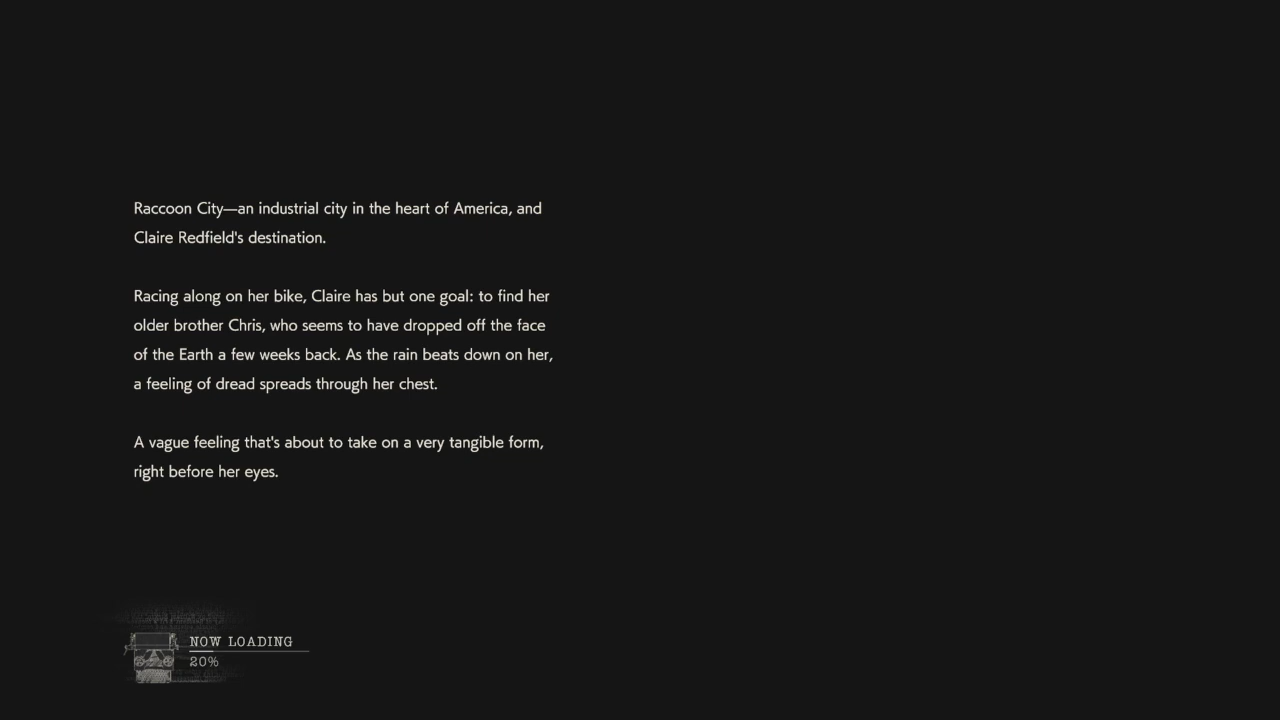 Raccoon City—an industrial city in the heart of America, and
Claire Redfield's destination.
Racing along on her bike, Claire has but one goal: to find her
older brother Chris, who seems to have dropped off the face
of the Earth a few weeks back. As the rain beats down on her,
a feeling of dread spreads through her chest.
A vague feeling that's about to take on a very tangible form,
right before her eyes.
NOW LOADING
20%